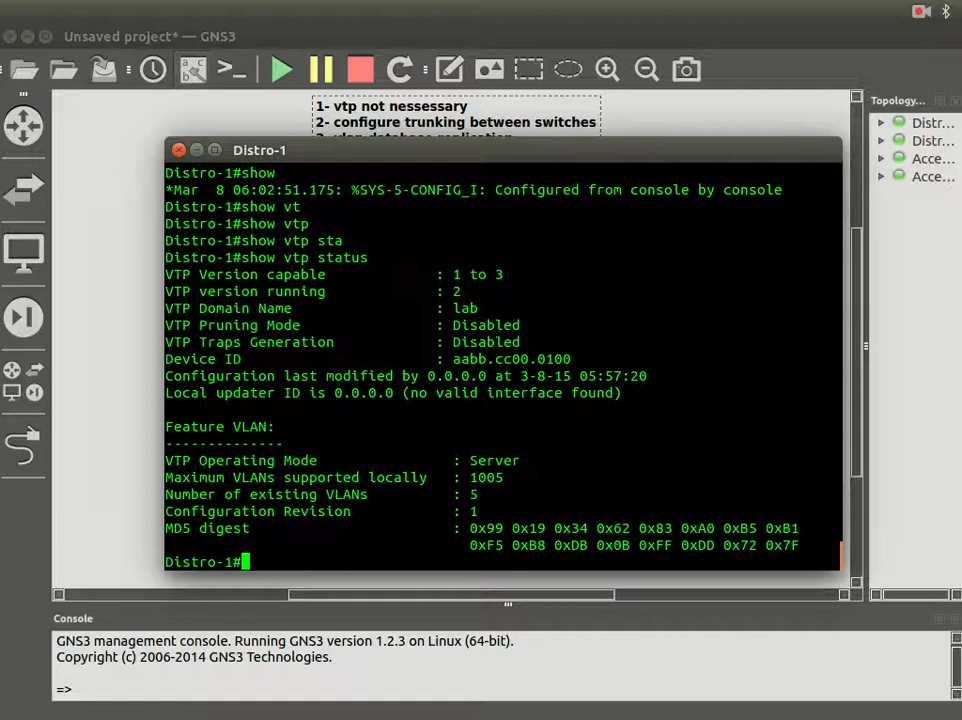 Unsaved project* — GNS3
1- vtp not nessessary
2- configure trunking between switches
Topology...
Distr...
Distr...
Acce...
Acce...
Distro-1
Distro-1#show
*Mar  8 06:02:51.175: %SYS-5-CONFIG_I: Configured from console by console
Distro-1#show vt
Distro-1#show vtp
Distro-1#show vtp sta
Distro-1#show vtp status
VTP Version capable : 1 to 3
VTP version running : 2
VTP Domain Name : lab
VTP Pruning Mode : Disabled
VTP Traps Generation : Disabled
Device ID : aabb.cc00.0100
Configuration last modified by 0.0.0.0 at 3-8-15 05:57:20
Local updater ID is 0.0.0.0 (no valid interface found)
Feature VLAN:
--------------
VTP Operating Mode : Server
Maximum VLANs supported locally : 1005
Number of existing VLANs : 5
Configuration Revision : 1
MD5 digest : 0x99 0x19 0x34 0x62 0x83 0xA0 0xB5 0xB1
0xF5 0xB8 0xDB 0x0B 0xFF 0xDD 0x72 0x7F
Distro-1#
Console
GNS3 management console. Running GNS3 version 1.2.3 on Linux (64-bit).
Copyright (c) 2006-2014 GNS3 Technologies.
=>